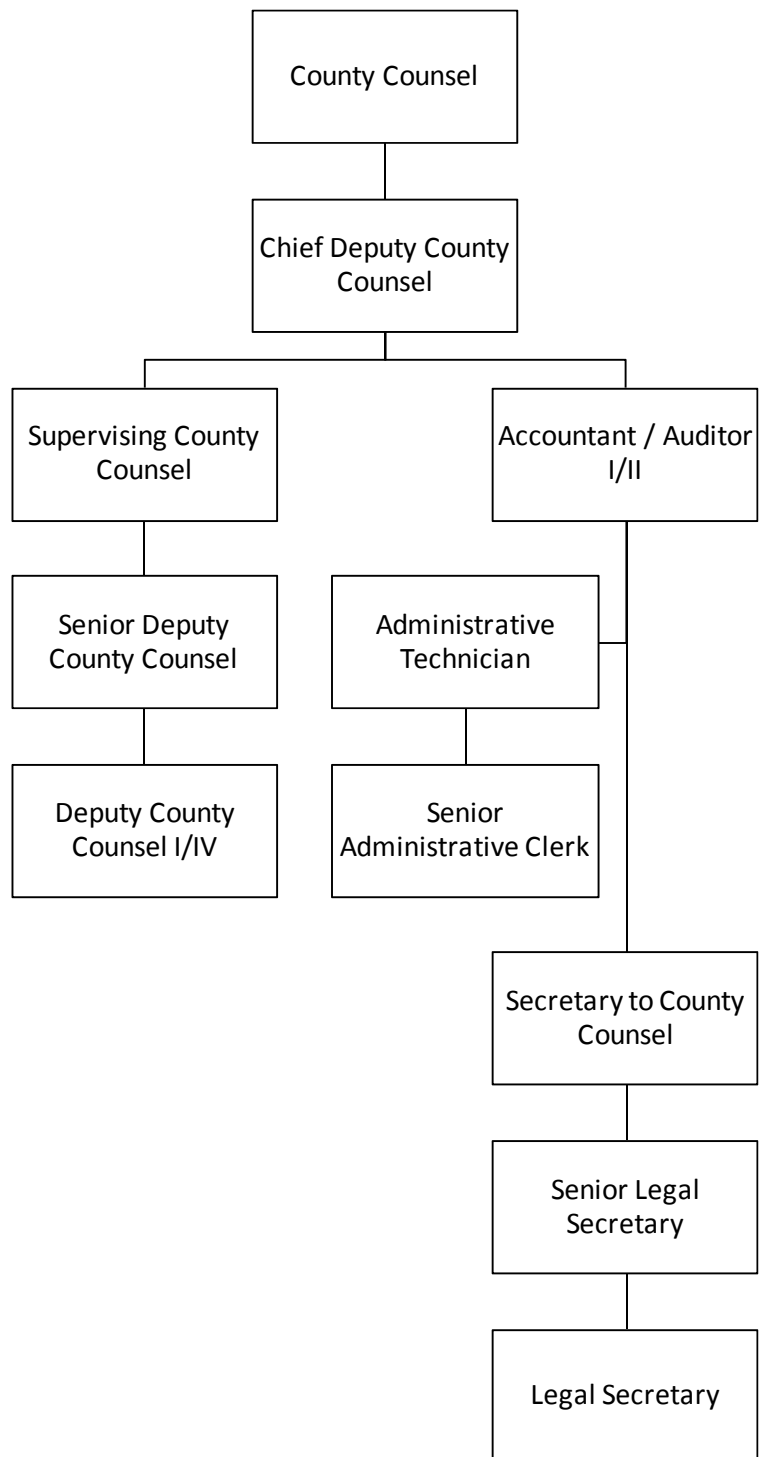 County Counsel
Chief Deputy County
Counsel
Supervising County
Counsel
Accountant / Auditor
I/II
Senior Deputy
County Counsel
Administrative
Technician
Deputy County
Counsel I/IV
Senior
Administrative Clerk
Secretary to County
Counsel
Senior Legal
Secretary
Legal Secretary